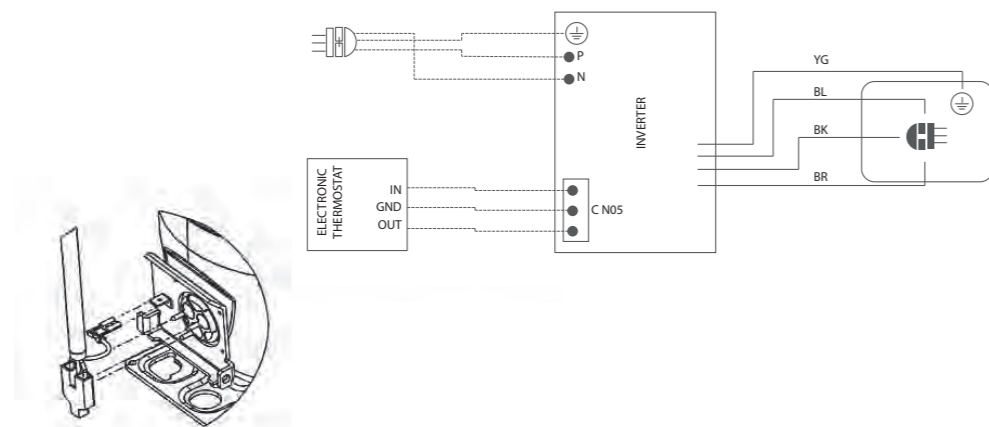 P
N
INVERTER
YG
BL
BK
BR
ELECTRONIC
THERMOSTAT
IN
GND
OUT
C N05